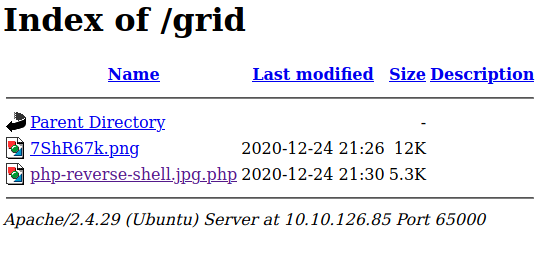 Index of /grid
Name Last modified Size Description
Parent Directory -
7ShR67k.png 2020-12-24 21:26 12K
php-reverse-shell.jpg.php 2020-12-24 21:30 5.3K
Apache/2.4.29 (Ubuntu) Server at 10.10.126.85 Port 65000